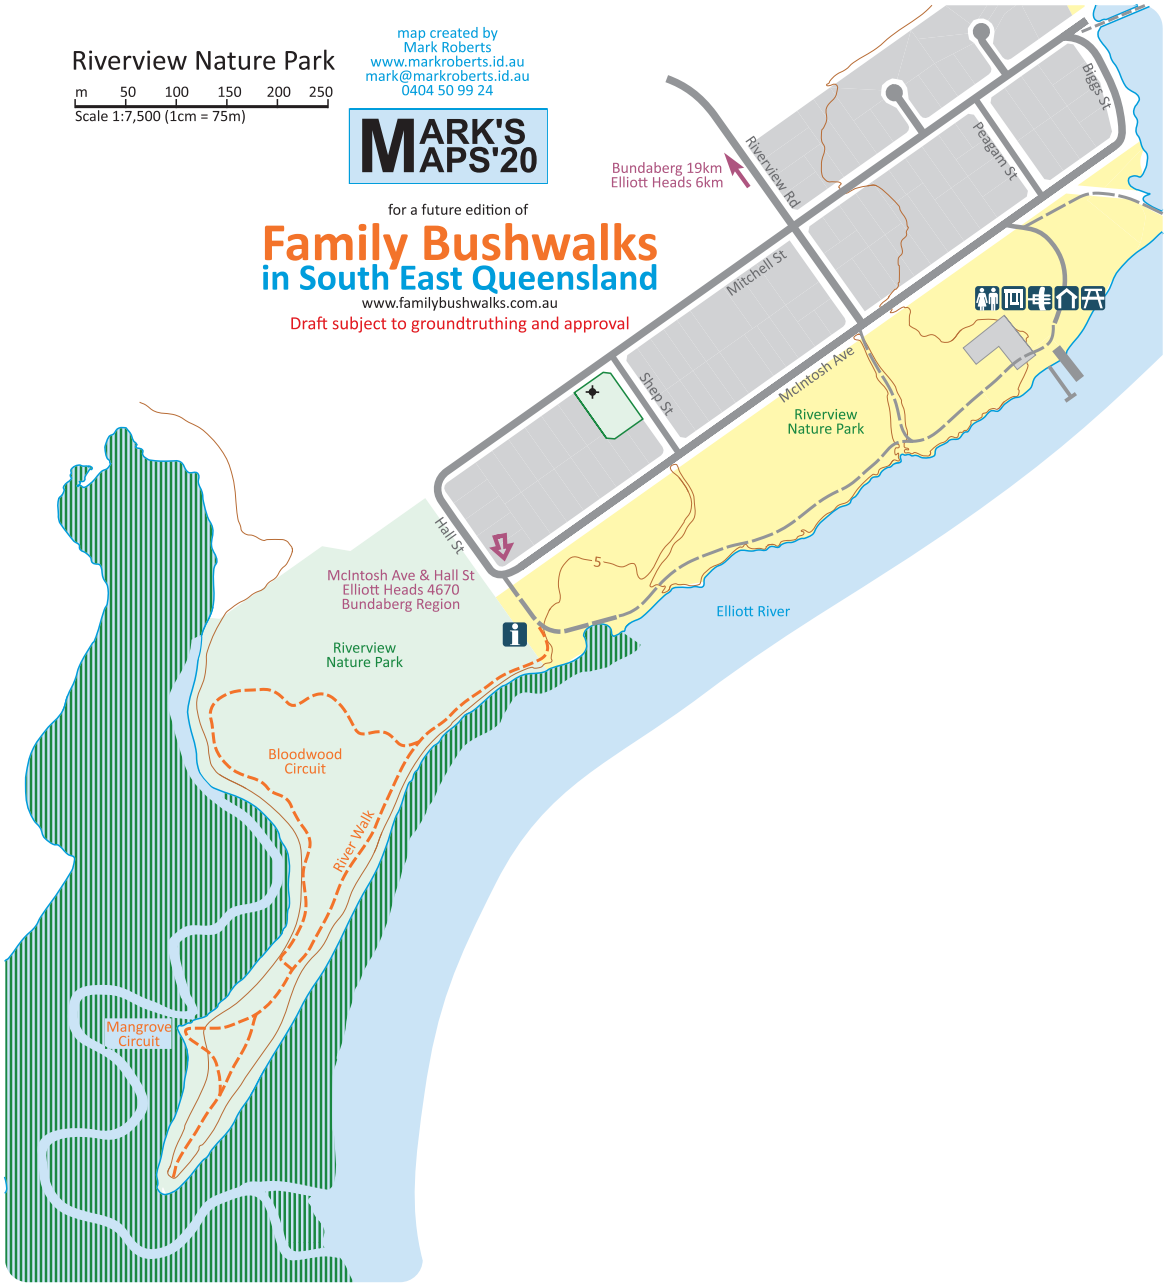 Riverview Nature Park
m 50 100 150 200 250
Scale 1:7,500 (1cm = 75m)
map created by
Mark Roberts
www.markroberts.id.au
mark@markroberts.id.au
0404 50 99 24
MARK'S
MAPS'20
for a future edition of
Family Bushwalks
in South East Queensland
www.familybushwalks.com.au
Draft subject to groundtruthing and approval
Bundaberg 19km
Elliott Heads 6km
Riverview Rd
Biggs St
Peagam St
Mitchell St
McIntosh Ave
Shep St
Riverview
Nature Park
Hall St
5
McIntosh Ave & Hall St
Elliott Heads 4670
Bundaberg Region
Elliott River
i
Riverview
Nature Park
Bloodwood
Circuit
River Walk
Mangrove
Circuit